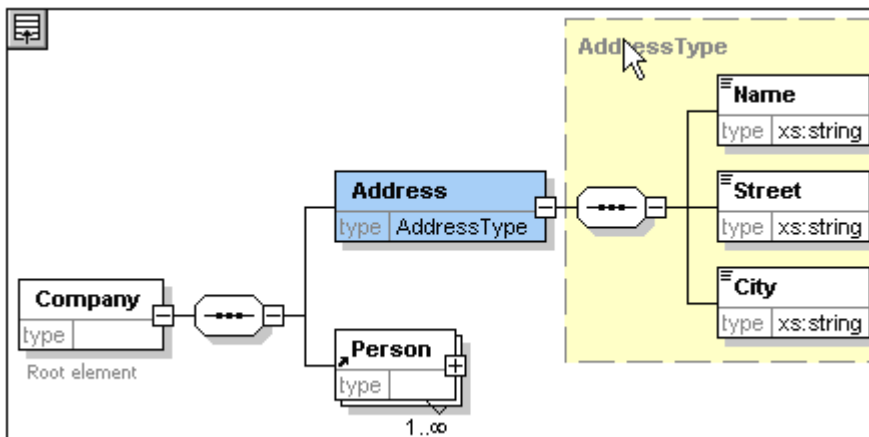 AddressType
Name
type xs:string
Address
type AddressType
Street
type xs:string
Company
type
Root element
City
type xs:string
Person
type
1..∞